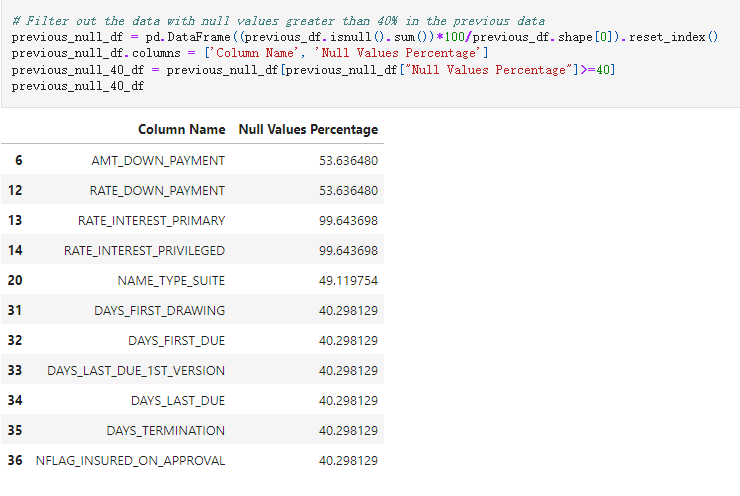 # Filter out the data with null values greater than 40% in the previous data
previous_null_df = pd.DataFrame((previous_df.isnull().sum())*100/previous_df.shape[0]).reset_index()
previous_null_df.columns = ['Column Name', 'Null Values Percentage']
previous_null_40_df = previous_null_df[previous_null_df["Null Values Percentage"]>=40]
previous_null_40_df
Column Name Null Values Percentage
6 AMT_DOWN_PAYMENT 53.636480
12 RATE_DOWN_PAYMENT 53.636480
13 RATE_INTEREST_PRIMARY 99.643698
14 RATE_INTEREST_PRIVILEGED 99.643698
20 NAME_TYPE_SUITE 49.119754
31 DAYS_FIRST_DRAWING 40.298129
32 DAYS_FIRST_DUE 40.298129
33 DAYS_LAST_DUE_1ST_VERSION 40.298129
34 DAYS_LAST_DUE 40.298129
35 DAYS_TERMINATION 40.298129
36 NFLAG_INSURED_ON_APPROVAL 40.298129